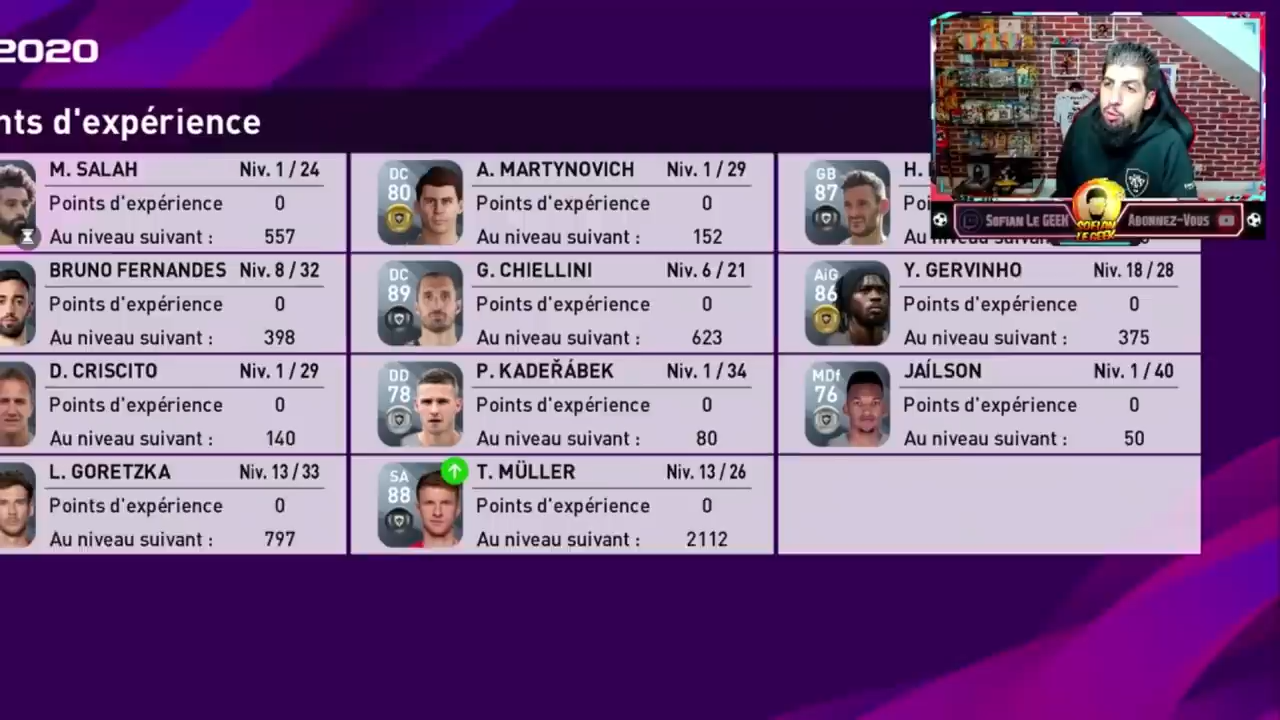 2020
nts d'expérience
M. SALAH Niv. 1 / 24
Points d'expérience 0
Au niveau suivant : 557
DC
80
A. MARTYNOVICH Niv. 1 / 29
Points d'expérience 0
Au niveau suivant : 152
GB
87
H.
Po
Au
BRUNO FERNANDES Niv. 8 / 32
Points d'expérience 0
Au niveau suivant : 398
DC
89
G. CHIELLINI Niv. 6 / 21
Points d'expérience 0
Au niveau suivant : 623
AiG
86
Y. GERVINHO Niv. 18 / 28
Points d'expérience 0
Au niveau suivant : 375
D. CRISCITO Niv. 1 / 29
Points d'expérience 0
Au niveau suivant : 140
DD
78
P. KADEŘÁBEK Niv. 1 / 34
Points d'expérience 0
Au niveau suivant : 80
MDf
76
JAÍLSON Niv. 1 / 40
Points d'expérience 0
Au niveau suivant : 50
L. GORETZKA Niv. 13 / 33
Points d'expérience 0
Au niveau suivant : 797
SA
88
T. MÜLLER Niv. 13 / 26
Points d'expérience 0
Au niveau suivant : 2112
SOFIAN LE GEEK
SOFIAN
LE GEEK
ABONNEZ-VOUS